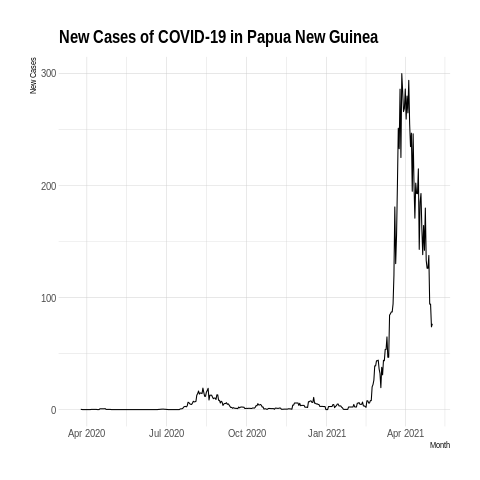 New Cases of COVID-19 in Papua New Guinea
New Cases
300
200
100
0
Apr 2020 Jul 2020 Oct 2020 Jan 2021 Apr 2021
Month